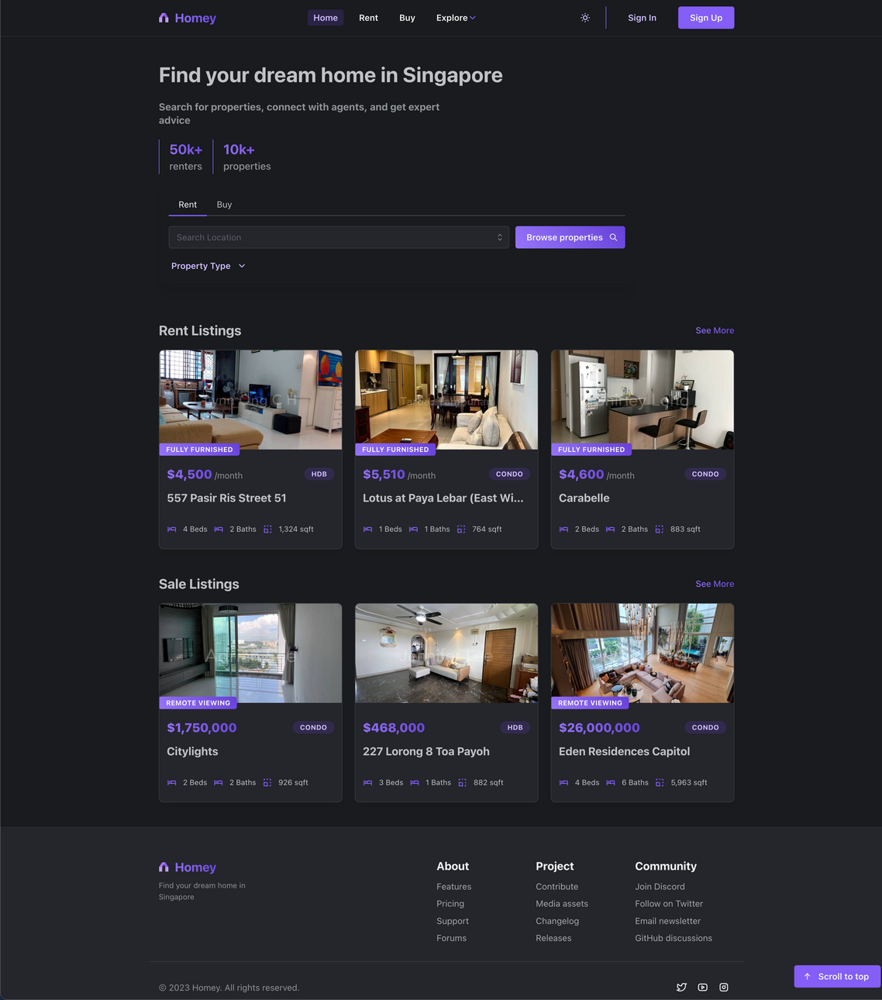 Homey
Home
Rent
Buy
Explore
Sign In
Sign Up
Find your dream home in Singapore
Search for properties, connect with agents, and get expert
advice
50k+
renters
10k+
properties
Rent
Buy
Search Location
Browse properties
Property Type
Rent Listings
See More
FULLY FURNISHED
$4,500 /month
HDB
557 Pasir Ris Street 51
4 Beds
2 Baths
1,324 sqft
FULLY FURNISHED
$5,510 /month
CONDO
Lotus at Paya Lebar (East Wi...
1 Beds
1 Baths
764 sqft
FULLY FURNISHED
$4,600 /month
CONDO
Carabelle
2 Beds
2 Baths
883 sqft
Sale Listings
See More
REMOTE VIEWING
$1,750,000
CONDO
Citylights
2 Beds
2 Baths
926 sqft
$468,000
HDB
227 Lorong 8 Toa Payoh
3 Beds
1 Baths
882 sqft
REMOTE VIEWING
$26,000,000
CONDO
Eden Residences Capitol
4 Beds
6 Baths
5,963 sqft
Homey
Find your dream home in
Singapore
About
Features
Pricing
Support
Forums
Project
Contribute
Media assets
Changelog
Releases
Community
Join Discord
Follow on Twitter
Email newsletter
GitHub discussions
Scroll to top
© 2023 Homey. All rights reserved.